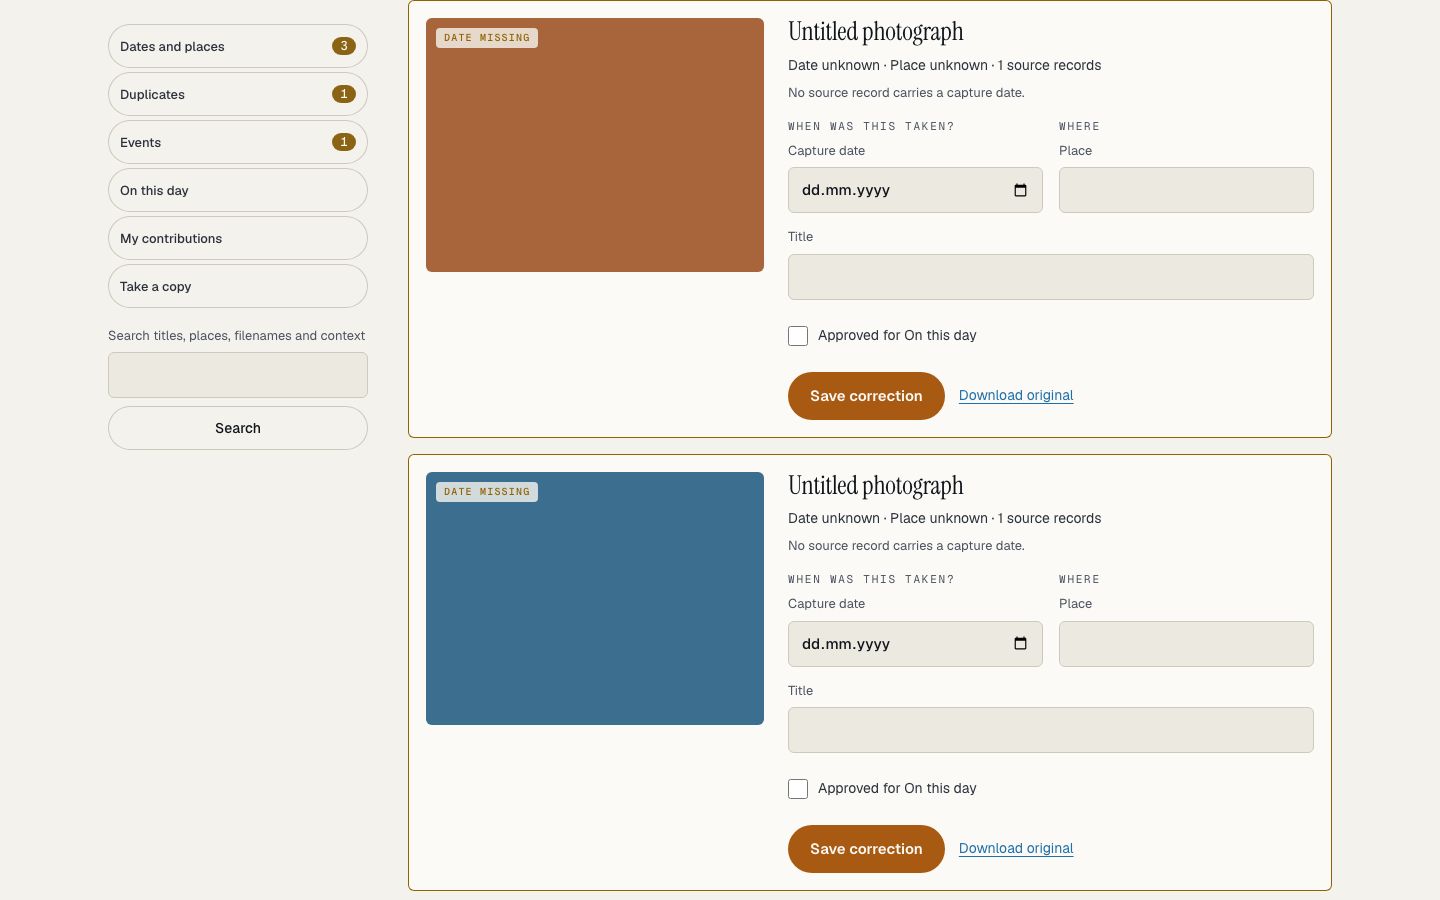 Dates and places 3
Duplicates 1
Events 1
On this day
My contributions
Take a copy
Search titles, places, filenames and context
Search
DATE MISSING
Untitled photograph
Date unknown · Place unknown · 1 source records
No source record carries a capture date.
WHEN WAS THIS TAKEN? WHERE
Capture date Place
dd.mm.yyyy
Title
Approved for On this day
Save correction Download original
DATE MISSING
Untitled photograph
Date unknown · Place unknown · 1 source records
No source record carries a capture date.
WHEN WAS THIS TAKEN? WHERE
Capture date Place
dd.mm.yyyy
Title
Approved for On this day
Save correction Download original